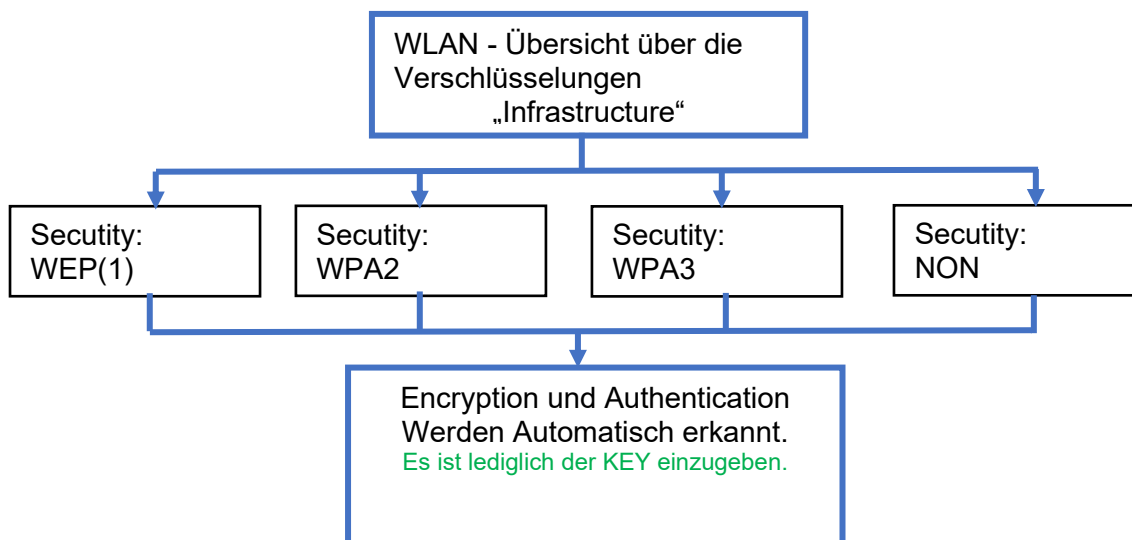 WLAN - Übersicht über die
Verschlüsselungen
„Infrastructure“
Secutity:
WEP(1)
Secutity:
WPA2
Secutity:
WPA3
Secutity:
NON
Encryption und Authentication
Werden Automatisch erkannt.
Es ist lediglich der KEY einzugeben.